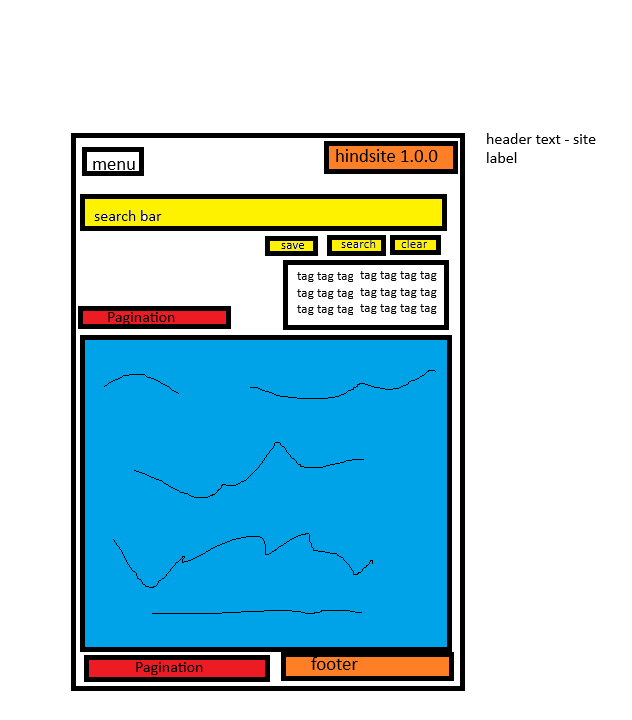 header text - site
label
menu
hindsite 1.0.0
search bar
save
search
clear
tag tag tag tag tag tag tag
tag tag tag tag tag tag tag
tag tag tag tag tag tag tag
Pagination
Pagination
footer